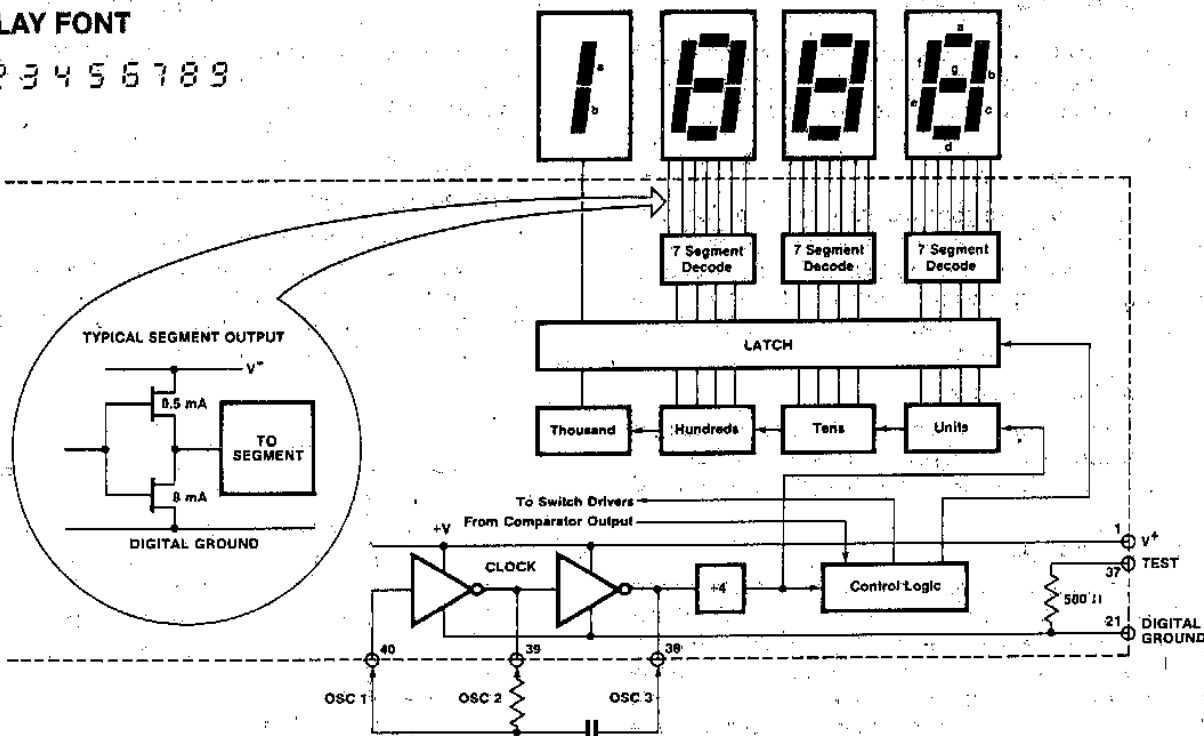 LAY FONT
2 3 4 5 6 7 8 9
a
b
a
f
g
b
e
c
d
7 Segment
Decode
7 Segment
Decode
7 Segment
Decode
TYPICAL SEGMENT OUTPUT
0.5 mA
TO
SEGMENT
8 mA
DIGITAL GROUND
LATCH
Thousand
Hundreds
Tens
Units
To Switch Drivers
From Comparator Output
+V
CLOCK
÷4
Control Logic
1
V+
TEST
37
500 Ω
21
DIGITAL
GROUND
40
39
38
OSC 1
OSC 2
OSC 3